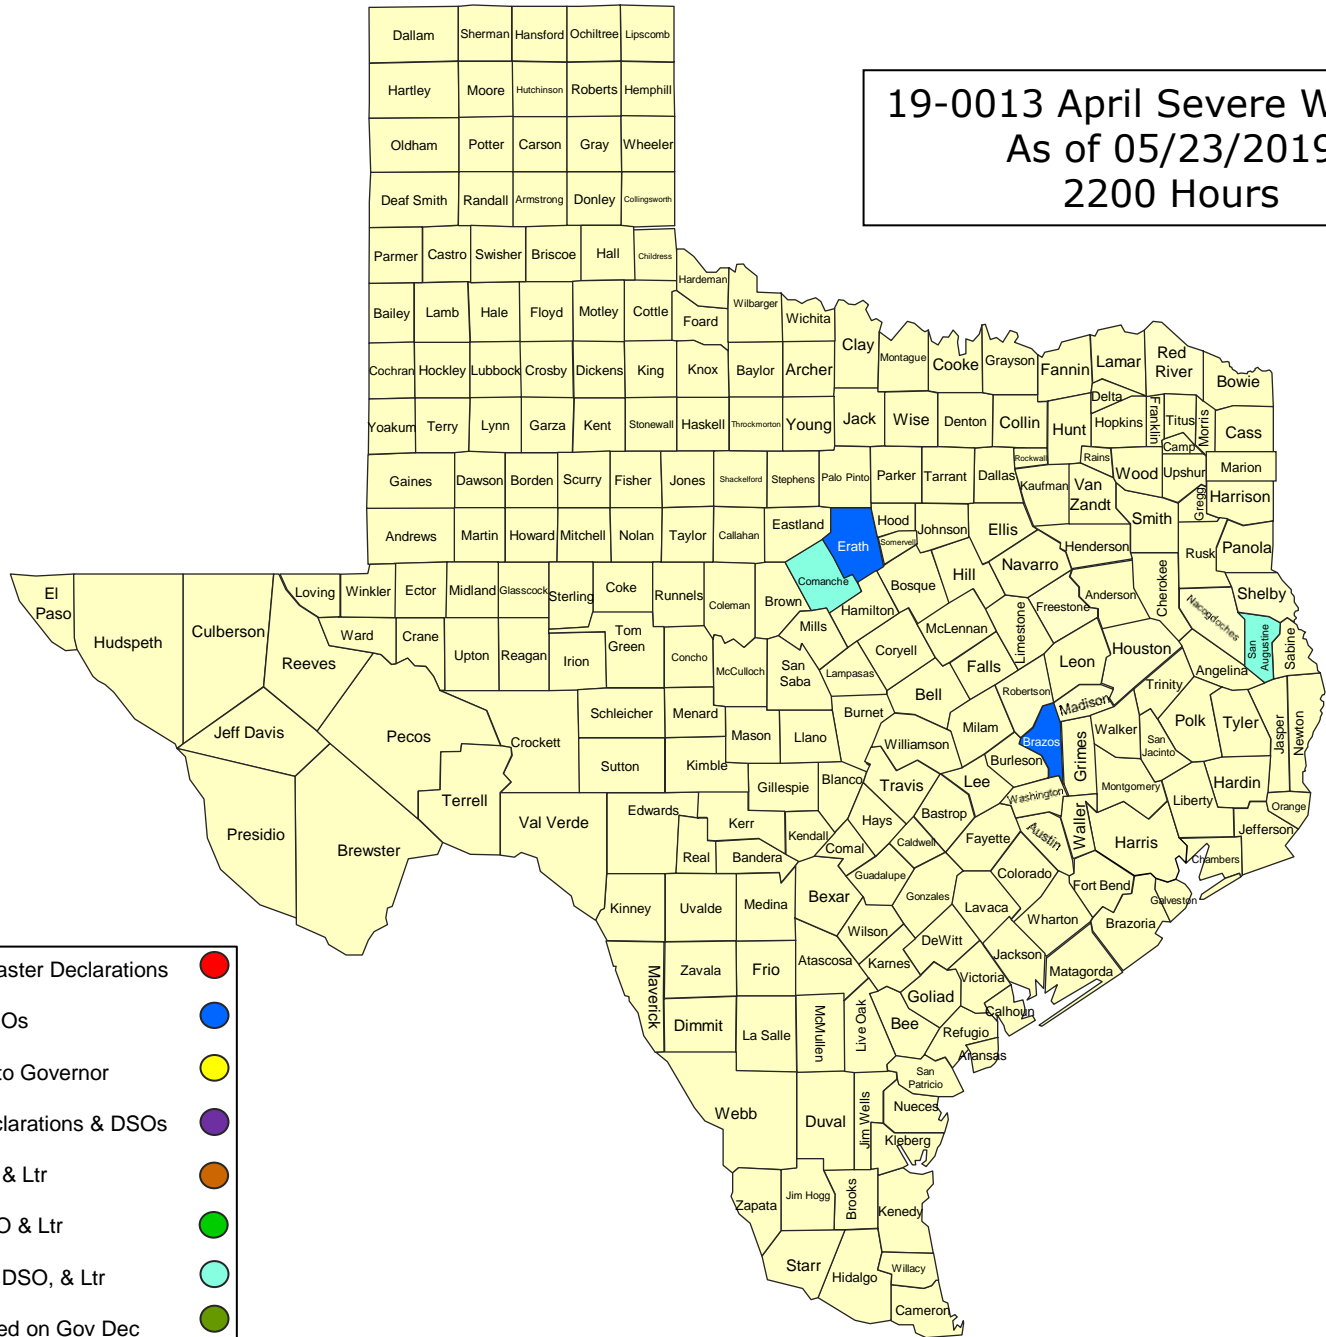 Dallam Sherman Hansford Ochiltree Lipscomb
Hartley Moore Hutchinson Roberts Hemphill
19-0013 April Severe W
As of 05/23/2019
2200 Hours
Oldham Potter Carson Gray Wheeler
Deaf Smith Randall Armstrong Donley Collingsworth
Parmer Castro Swisher Briscoe Hall Childress
Hardeman
Bailey Lamb Hale Floyd Motley Cottle Foard Wilbarger Wichita
Clay Montague Cooke Grayson Fannin Lamar Red River Bowie
Cochran Hockley Lubbock Crosby Dickens King Knox Baylor Archer
Delta
Yoakum Terry Lynn Garza Kent Stonewall Haskell Throckmorton Young Jack Wise Denton Collin Hunt Hopkins Franklin Titus Morris Cass
Camp
Gaines Dawson Borden Scurry Fisher Jones Shackelford Stephens Palo Pinto Parker Tarrant Dallas Rockwall Kaufman Rains Van Zandt Wood Upshur Marion
Gregg Harrison
Andrews Martin Howard Mitchell Nolan Taylor Callahan Eastland Erath Hood Somervell Johnson Ellis Henderson Smith Rusk Panola
El Paso Hudspeth Culberson Loving Winkler Ector Midland Glasscock Sterling Coke Runnels Coleman Brown Comanche Hamilton Bosque Hill Navarro Freestone Anderson Cherokee Nacogdoches Shelby
Reeves Ward Crane Upton Reagan Irion Tom Green Concho McCulloch San Saba Mills Lampasas Coryell McLennan Limestone Falls Leon Houston Angelina San Augustine Sabine
Jeff Davis Pecos Crockett Schleicher Menard Mason Llano Burnet Bell Milam Robertson Brazos Madison Walker Trinity San Jacinto Polk Tyler Jasper Newton
Terrell Sutton Kimble Gillespie Blanco Williamson Travis Lee Burleson Washington Grimes Montgomery Liberty Hardin Orange
Presidio Brewster Val Verde Edwards Real Kerr Bandera Kendall Comal Hays Caldwell Bastrop Fayette Austin Waller Harris Chambers Jefferson
Kinney Uvalde Medina Bexar Guadalupe Gonzales Lavaca Colorado Wharton Fort Bend Brazoria Galveston
Maverick Zavala Frio Atascosa Wilson Karnes DeWitt Victoria Jackson Matagorda
Dimmit La Salle McMullen Live Oak Bee Goliad Refugio Calhoun Aransas
San Patricio
Webb Duval Jim Wells Nueces
Kleberg
Zapata Jim Hogg Brooks Kenedy
Starr Hidalgo Willacy
Cameron
aster Declarations
Os
to Governor
clarations & DSOs
& Ltr
O & Ltr
DSO, & Ltr
ed on Gov Dec